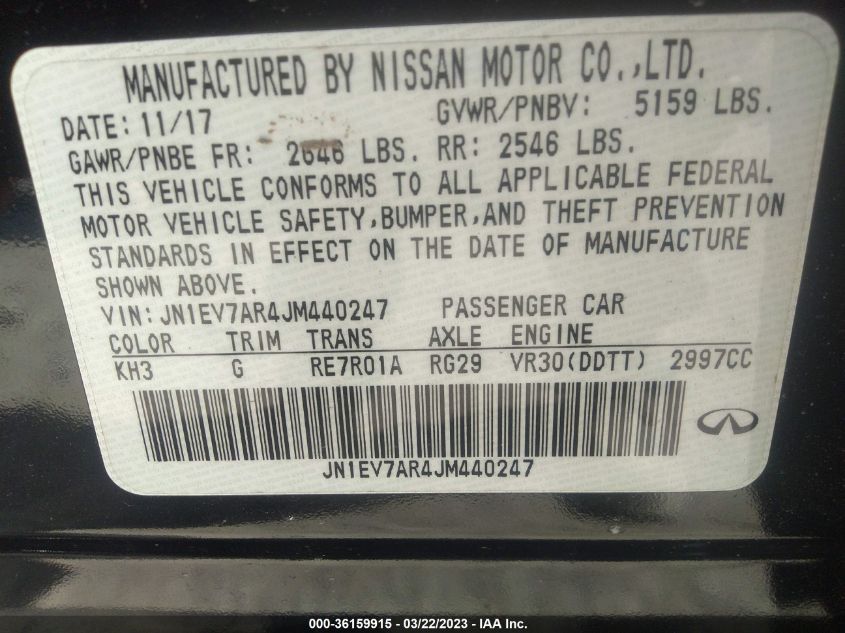 MANUFACTURED BY NISSAN MOTOR CO.,LTD.
DATE: 11/17 GVWR/PNBV: 5159 LBS.
GAWR/PNBE FR: 2646 LBS. RR: 2546 LBS.
THIS VEHICLE CONFORMS TO ALL APPLICABLE FEDERAL
MOTOR VEHICLE SAFETY,BUMPER,AND THEFT PREVENTION
STANDARDS IN EFFECT ON THE DATE OF MANUFACTURE
SHOWN ABOVE.
VIN: JN1EV7AR4JM440247 PASSENGER CAR
COLOR TRIM TRANS AXLE ENGINE
KH3 G RE7R01A RG29 VR30(DDTT) 2997CC
JN1EV7AR4JM440247
000-36159915 - 03/22/2023 - IAA Inc.